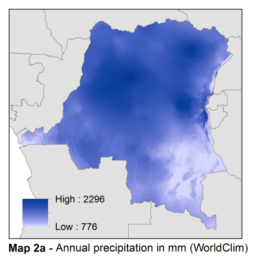 High : 2296
Low : 776
Map 2a - Annual precipitation in mm (WorldClim)